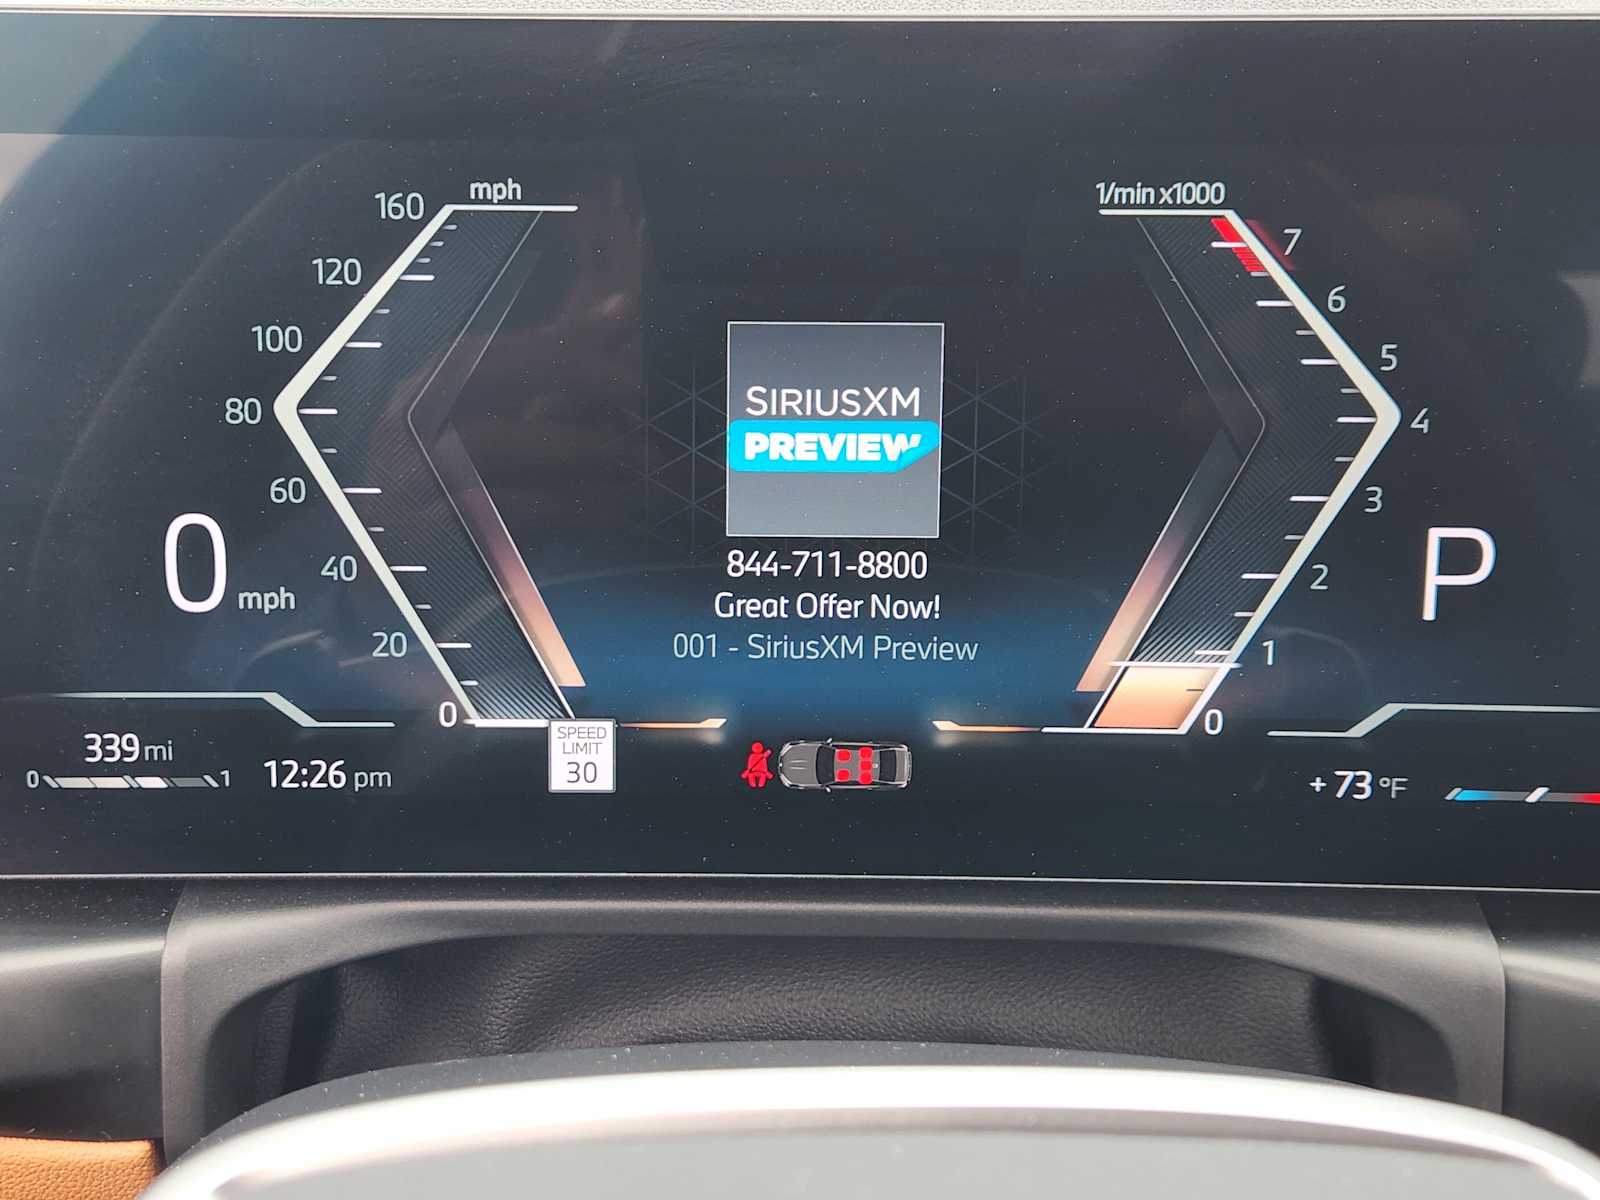 mph
160
120
100
80
60
40
20
0
0 mph
1/min x1000
7
6
5
4
3
2
1
0
P
SIRIUSXM
PREVIEW
844-711-8800
Great Offer Now!
001 - SiriusXM Preview
339 mi
0 1
12:26 pm
SPEED
LIMIT
30
+ 73 °F